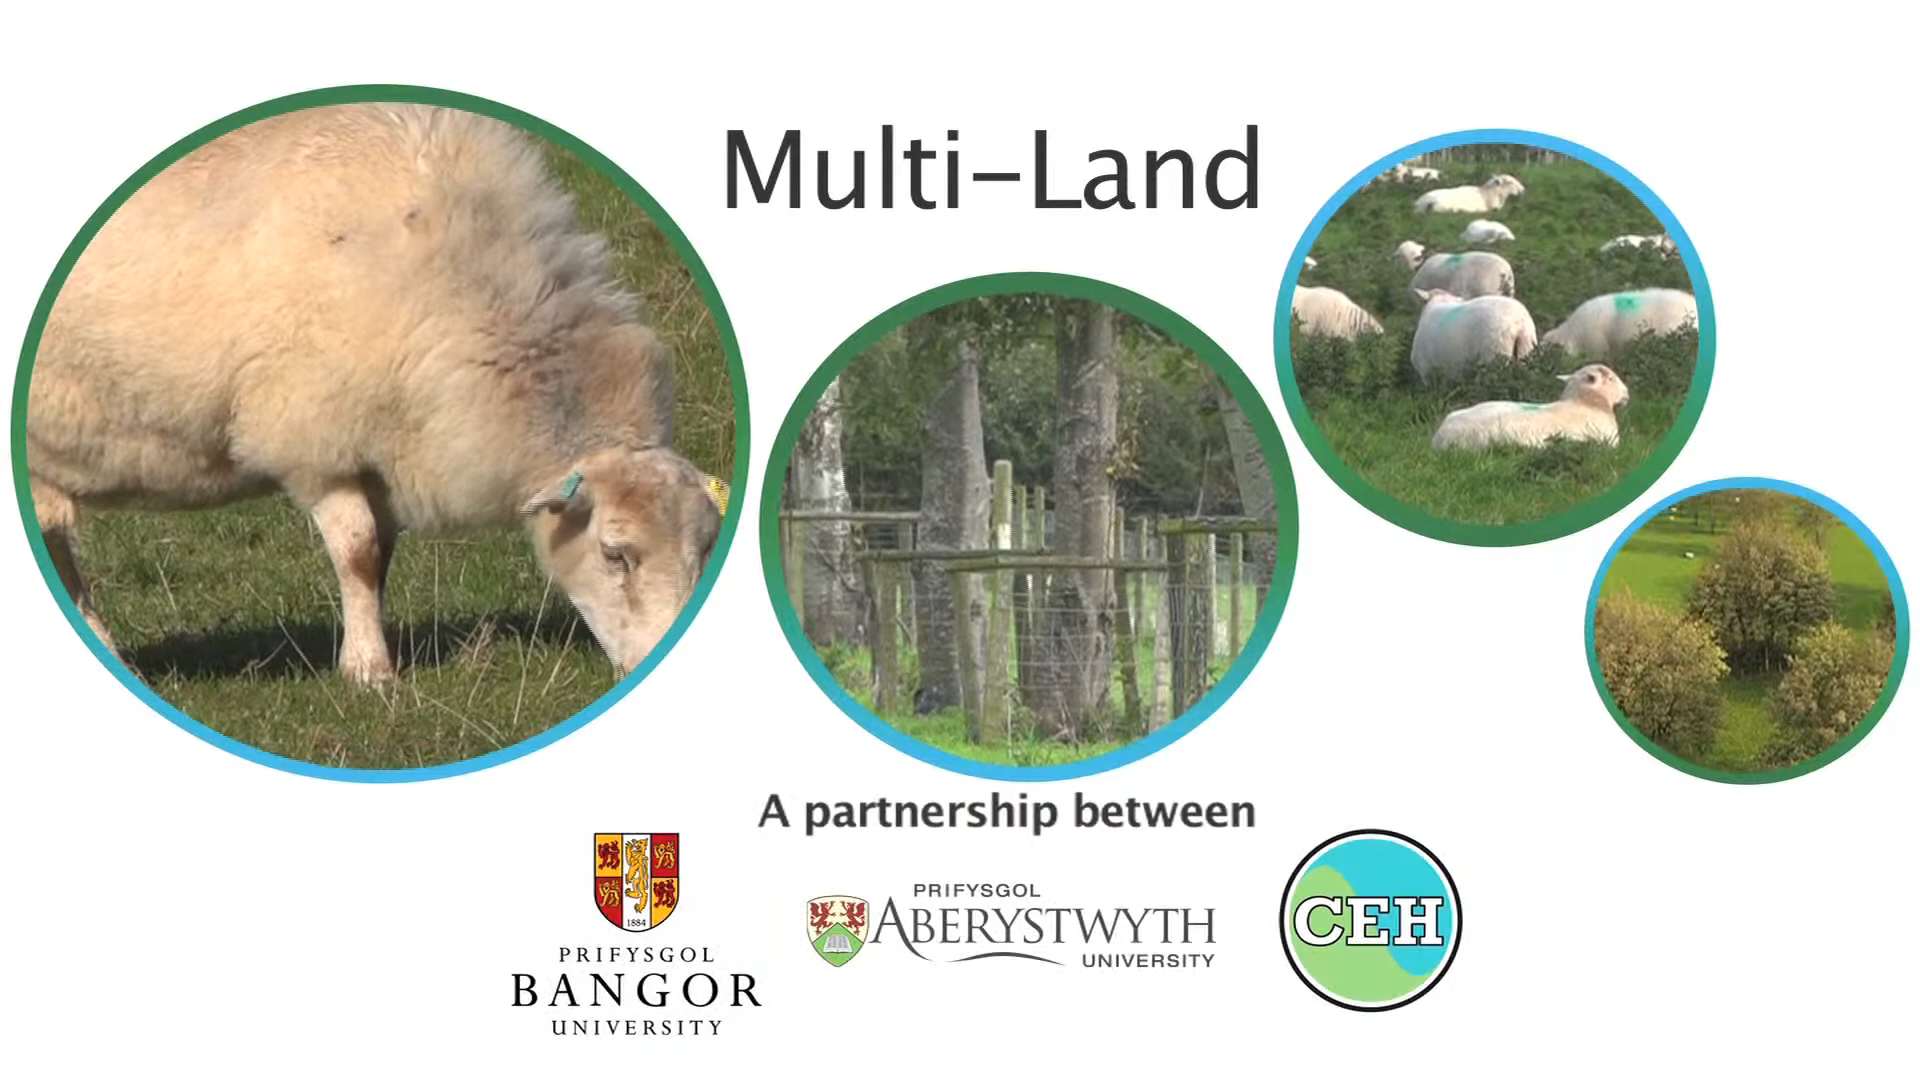 Multi-Land
A partnership between
1884
PRIFYSGOL
BANGOR
UNIVERSITY
PRIFYSGOL
ABERYSTWYTH
UNIVERSITY
CEH